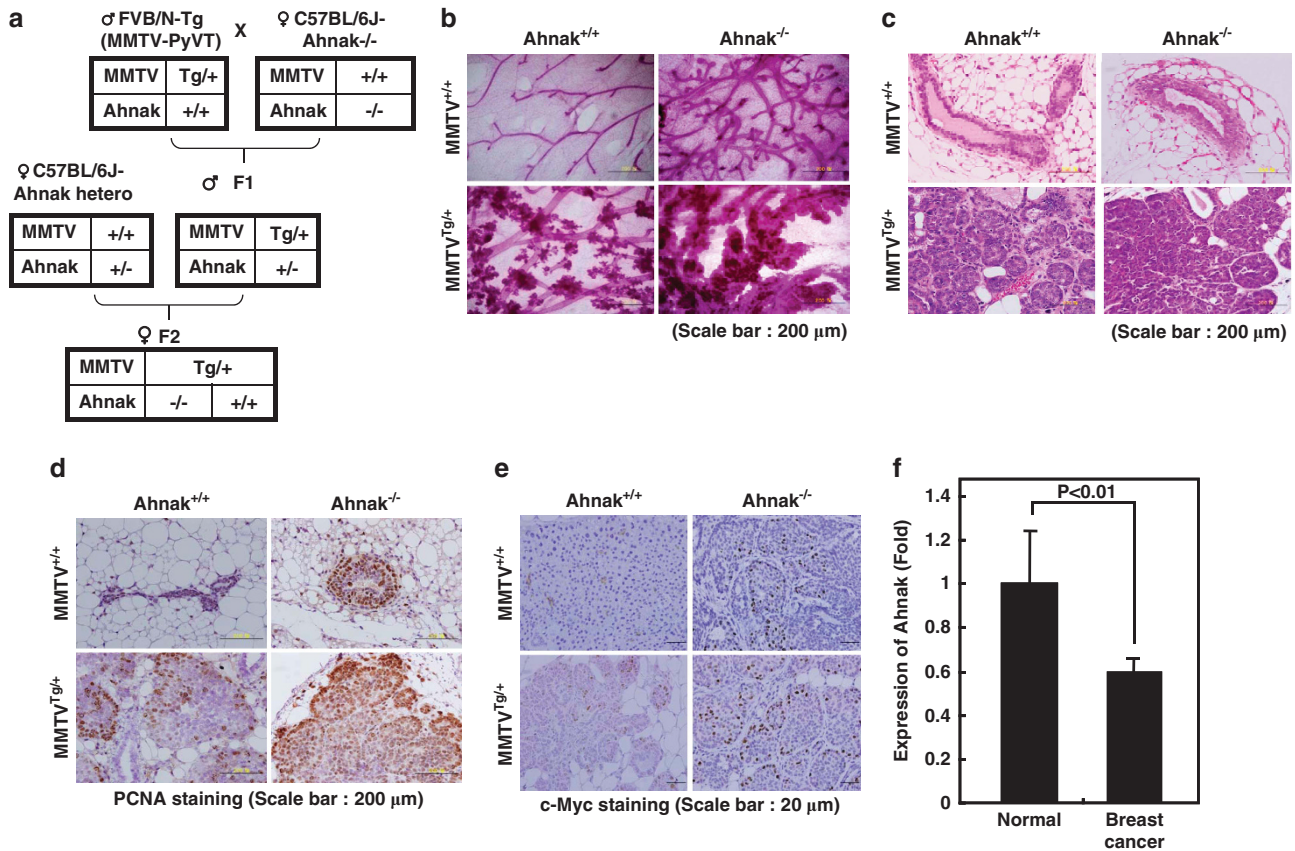 a
♂ FVB/N-Tg
(MMTV-PyVT)
X
♀ C57BL/6J-
Ahnak-/-
MMTV Tg/+
Ahnak +/+
MMTV +/+
Ahnak -/-
♀ C57BL/6J-
Ahnak hetero
♂ F1
MMTV +/+
Ahnak +/-
MMTV Tg/+
Ahnak +/-
♀ F2
MMTV Tg/+
Ahnak -/- +/+
b
Ahnak+/+ Ahnak-/-
MMTV+/+
MMTVTg/+
(Scale bar : 200 μm)
c
Ahnak+/+ Ahnak-/-
MMTV+/+
MMTVTg/+
(Scale bar : 200 μm)
d
Ahnak+/+ Ahnak-/-
MMTV+/+
MMTVTg/+
PCNA staining (Scale bar : 200 μm)
e
Ahnak+/+ Ahnak-/-
MMTV+/+
MMTVTg/+
c-Myc staining (Scale bar : 20 μm)
f
Expression of Ahnak (Fold)
1.4
1.2
1
0.8
0.6
0.4
0.2
0
P<0.01
Normal
Breast
cancer